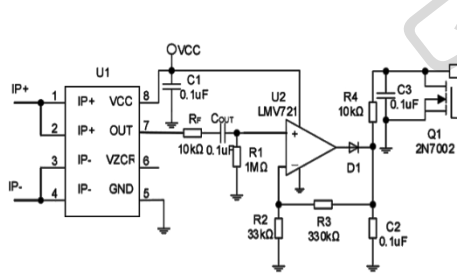 VCC
U1
C1
0.1uF
IP+
1
IP+
VCC
8
2
IP+
OUT
7
3
IP-
VZCR
6
IP-
4
IP-
GND
5
RF
10kΩ
COUT
0.1uF
R1
1MΩ
U2
LMV721
+
−
D1
R4
10kΩ
C3
0.1uF
Q1
2N7002
R2
33kΩ
R3
330kΩ
C2
0.1uF